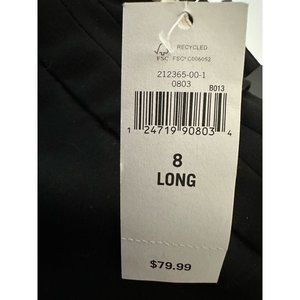 RECYCLED
FSC FSC® C006052
212365-00-1
0803
B013
1 24719 90803 4
8
LONG
$79.99